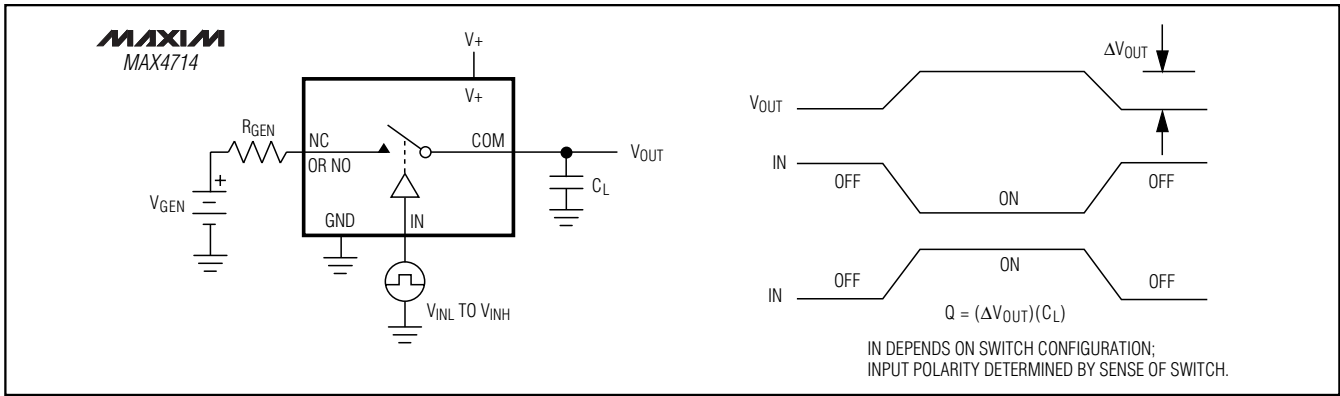 MAXIM
MAX4714
V+
V+
RGEN
NC
OR NO
COM
VOUT
CL
VGEN
+
GND
IN
VINL TO VINH
ΔVOUT
VOUT
IN
OFF
ON
OFF
IN
OFF
ON
OFF
Q = (ΔVOUT)(CL)
IN DEPENDS ON SWITCH CONFIGURATION;
INPUT POLARITY DETERMINED BY SENSE OF SWITCH.